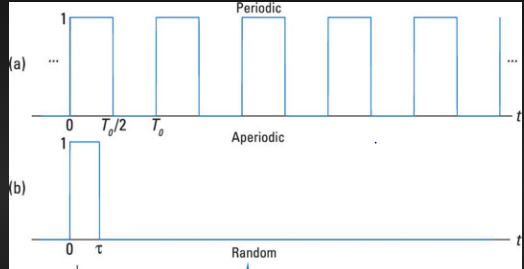 Periodic
1
(a) ... ...
t
0 T₀/2 T₀
Aperiodic
1
(b)
t
0 τ
Random